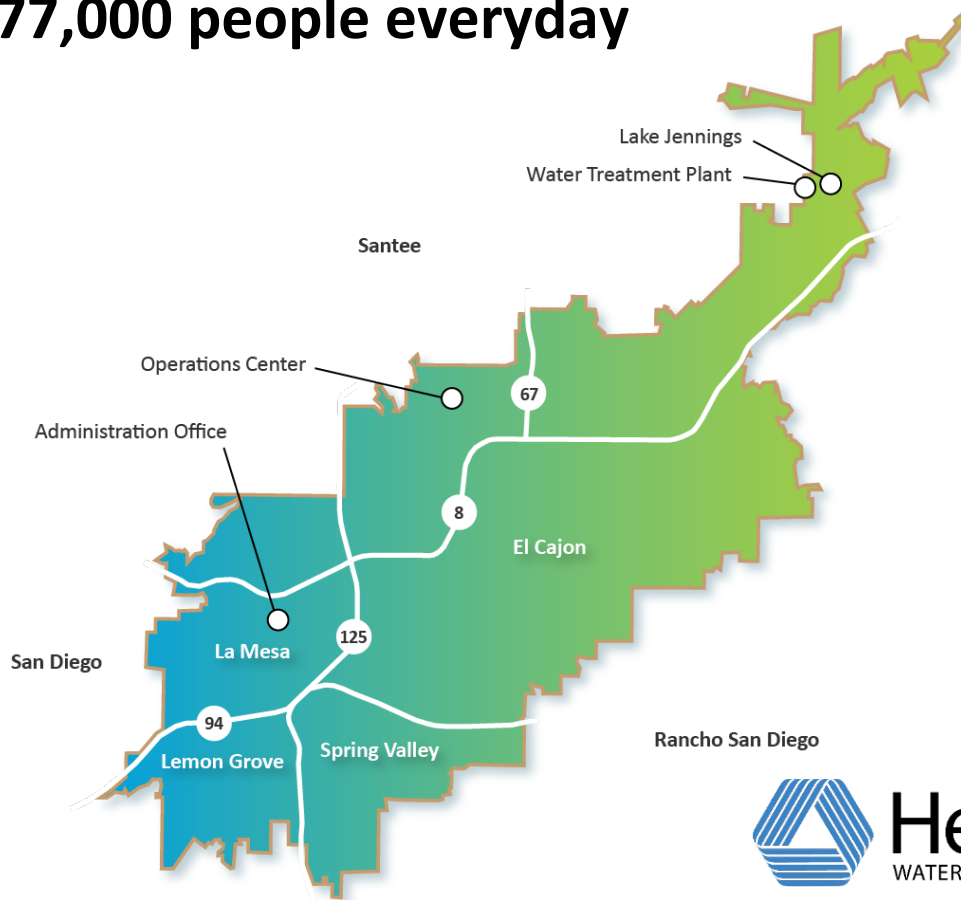 77,000 people everyday
Lake Jennings
Water Treatment Plant
Santee
Operations Center
67
Administration Office
8
El Cajon
125
La Mesa
San Diego
94
Rancho San Diego
Spring Valley
Lemon Grove
He
WATER